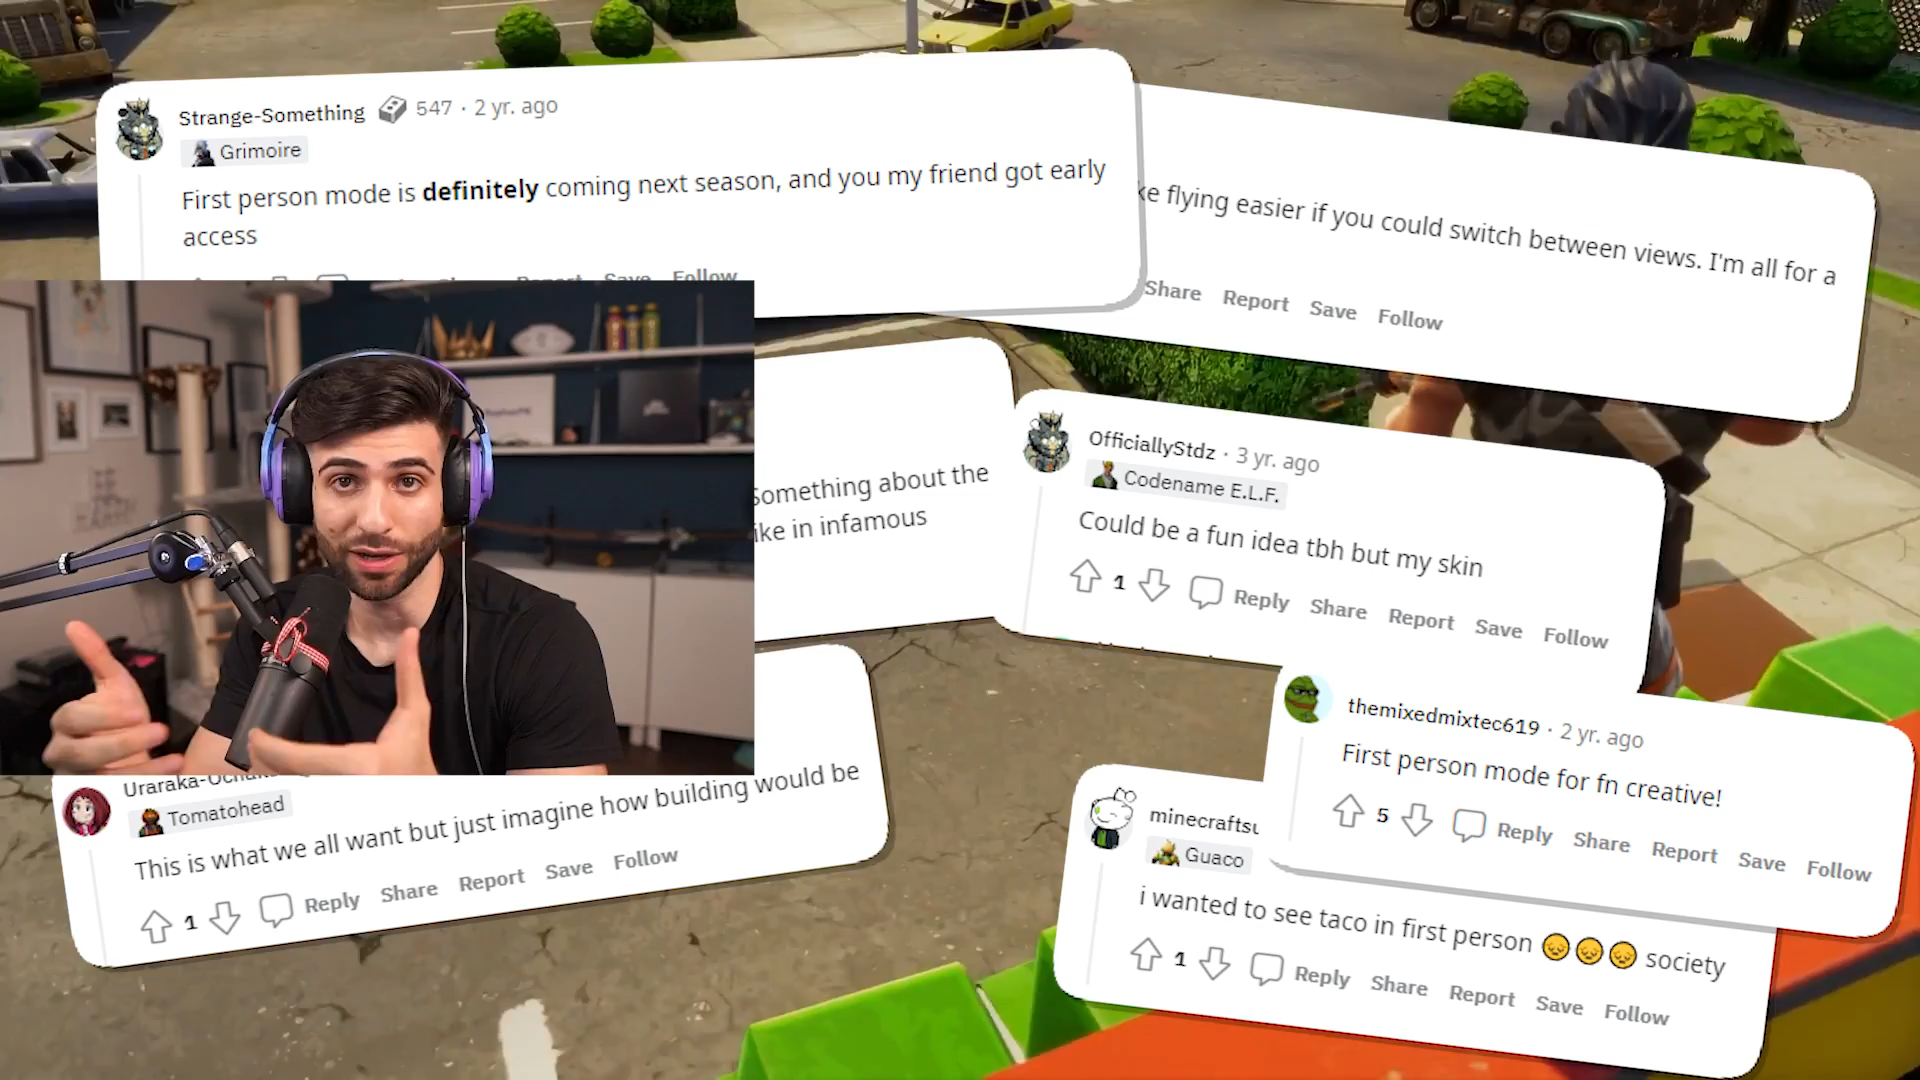 Strange-Something 547 · 2 yr. ago
Grimoire
First person mode is definitely coming next season, and you my friend got early
access
Report Save Follow
flying easier if you could switch between views. I'm all for a
Share Report Save Follow
Something about the
in infamous
OfficiallyStdz · 3 yr. ago
Codename E.L.F.
Could be a fun idea tbh but my skin
1 Reply Share Report Save Follow
themixedmixtec619 · 2 yr. ago
First person mode for fn creative!
5 Reply Share Report Save Follow
Tomatohead
This is what we all want but just imagine how building would be
1 Reply Share Report Save Follow
Guaco
i wanted to see taco in first person 😞😞😞 society
1 Reply Share Report Save Follow